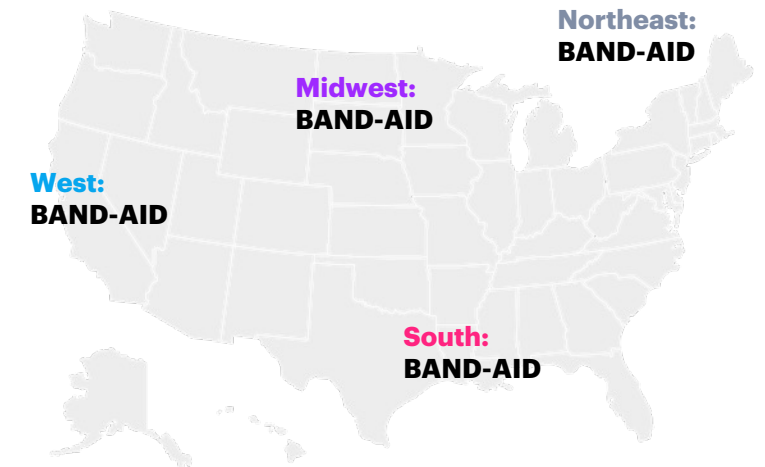 Northeast:
BAND-AID
Midwest:
BAND-AID
West:
BAND-AID
South:
BAND-AID